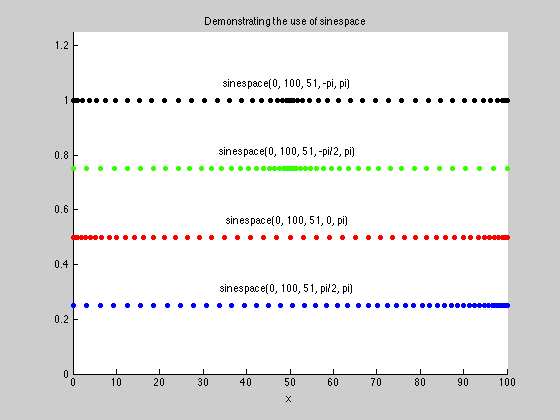 Demonstrating the use of sinespace
1.2
sinespace(0, 100, 51, -pi, pi)
1
sinespace(0, 100, 51, -pi/2, pi)
0.8
0.6
sinespace(0, 100, 51, 0, pi)
0.4
sinespace(0, 100, 51, pi/2, pi)
0.2
0
0 10 20 30 40 50 60 70 80 90 100
x